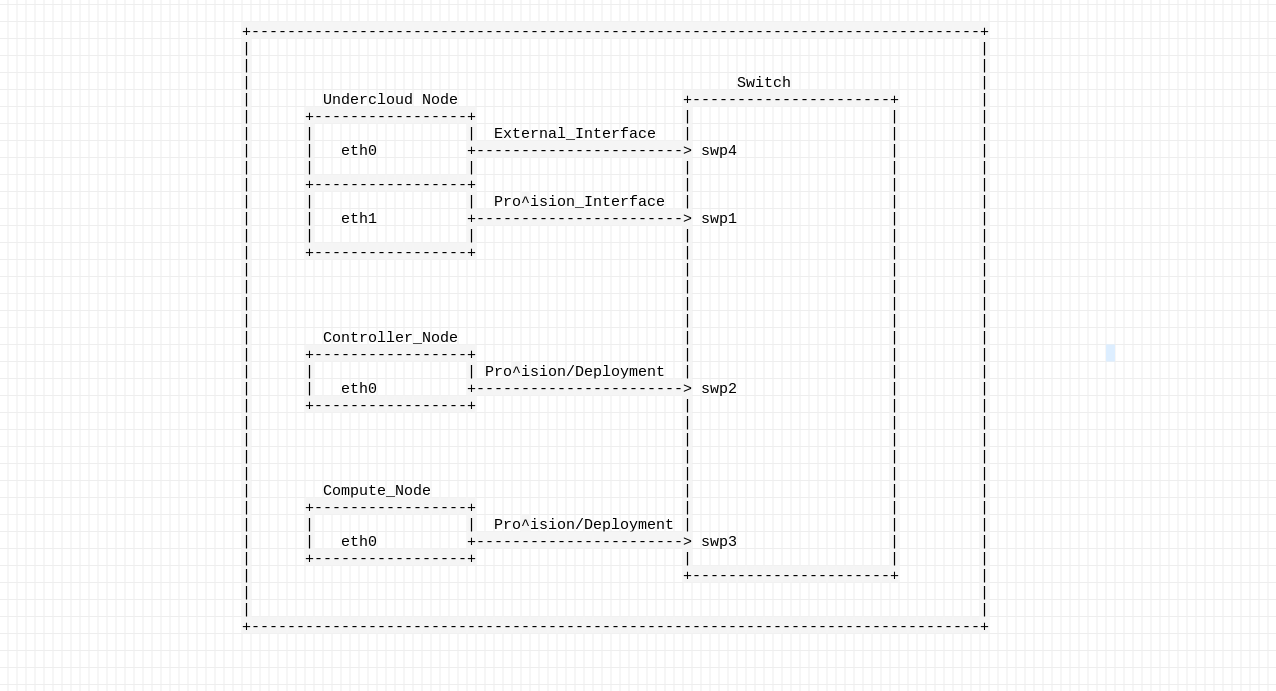 Switch
Undercloud Node
External_Interface
eth0 swp4
Pro^ision_Interface
eth1 swp1
Controller_Node
Pro^ision/Deployment
eth0 swp2
Compute_Node
Pro^ision/Deployment
eth0 swp3